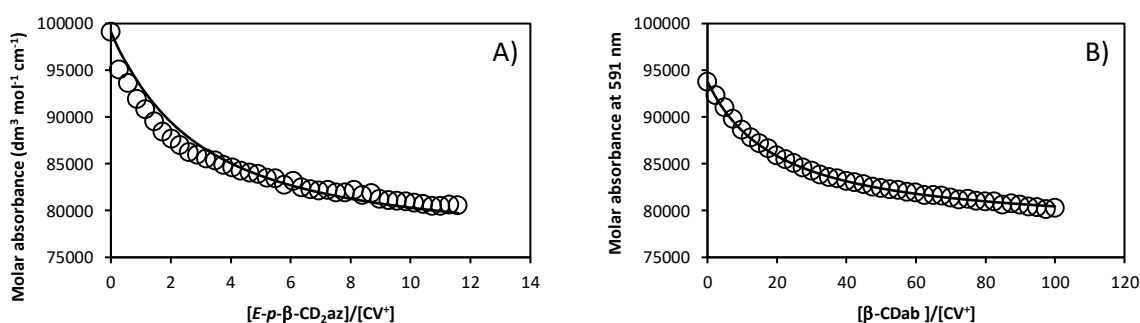 A)
Molar absorbance (dm³ mol⁻¹ cm⁻¹)
100000
95000
90000
85000
80000
75000
0 2 4 6 8 10 12 14
[E-p-β-CD₂az]/[CV⁺]
B)
Molar absorbance at 591 nm
100000
95000
90000
85000
80000
75000
0 20 40 60 80 100 120
[β-CDab ]/[CV⁺]